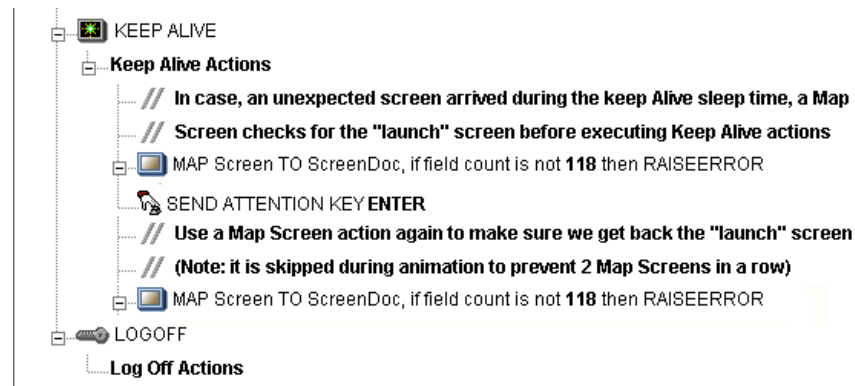 KEEP ALIVE
Keep Alive Actions
// In case, an unexpected screen arrived during the keep Alive sleep time, a Map
// Screen checks for the "launch" screen before executing Keep Alive actions
MAP Screen TO ScreenDoc, if field count is not 118 then RAISEERROR
SEND ATTENTION KEY ENTER
// Use a Map Screen action again to make sure we get back the "launch" screen
// (Note: it is skipped during animation to prevent 2 Map Screens in a row)
MAP Screen TO ScreenDoc, if field count is not 118 then RAISEERROR
LOGOFF
Log Off Actions